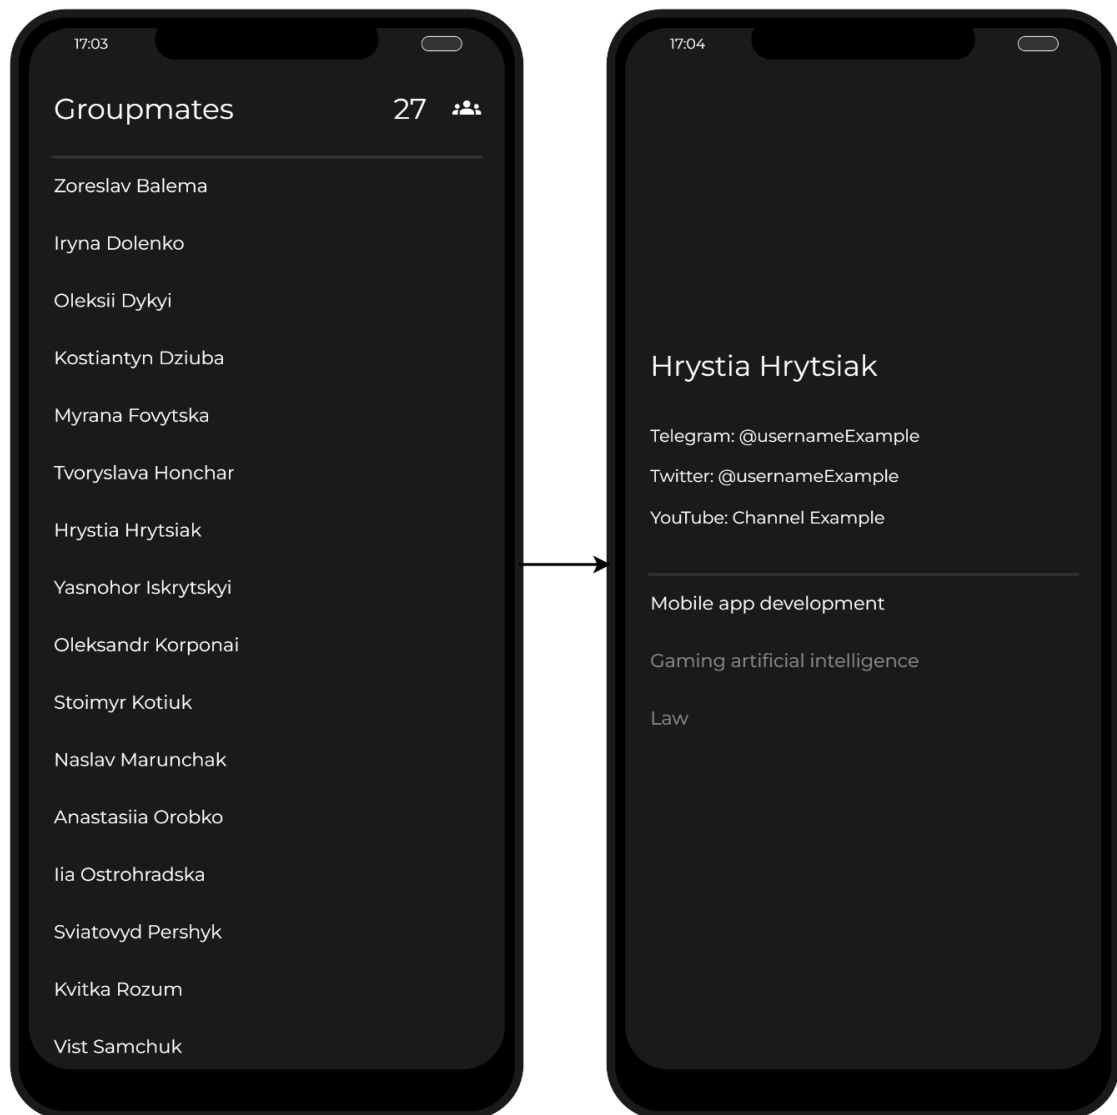 17:03
Groupmates 27
Zoreslav Balema
Iryna Dolenko
Oleksii Dykyi
Kostiantyn Dziuba
Myrana Fovytska
Tvoryslava Honchar
Hrystia Hrytsiak
Yasnohor Iskrytskyi
Oleksandr Korponai
Stoimyr Kotiuk
Naslav Marunchak
Anastasiia Orobko
Iia Ostrohradska
Sviatovyd Pershyk
Kvitka Rozum
Vist Samchuk
17:04
Hrystia Hrytsiak
Telegram: @usernameExample
Twitter: @usernameExample
YouTube: Channel Example
Mobile app development
Gaming artificial intelligence
Law